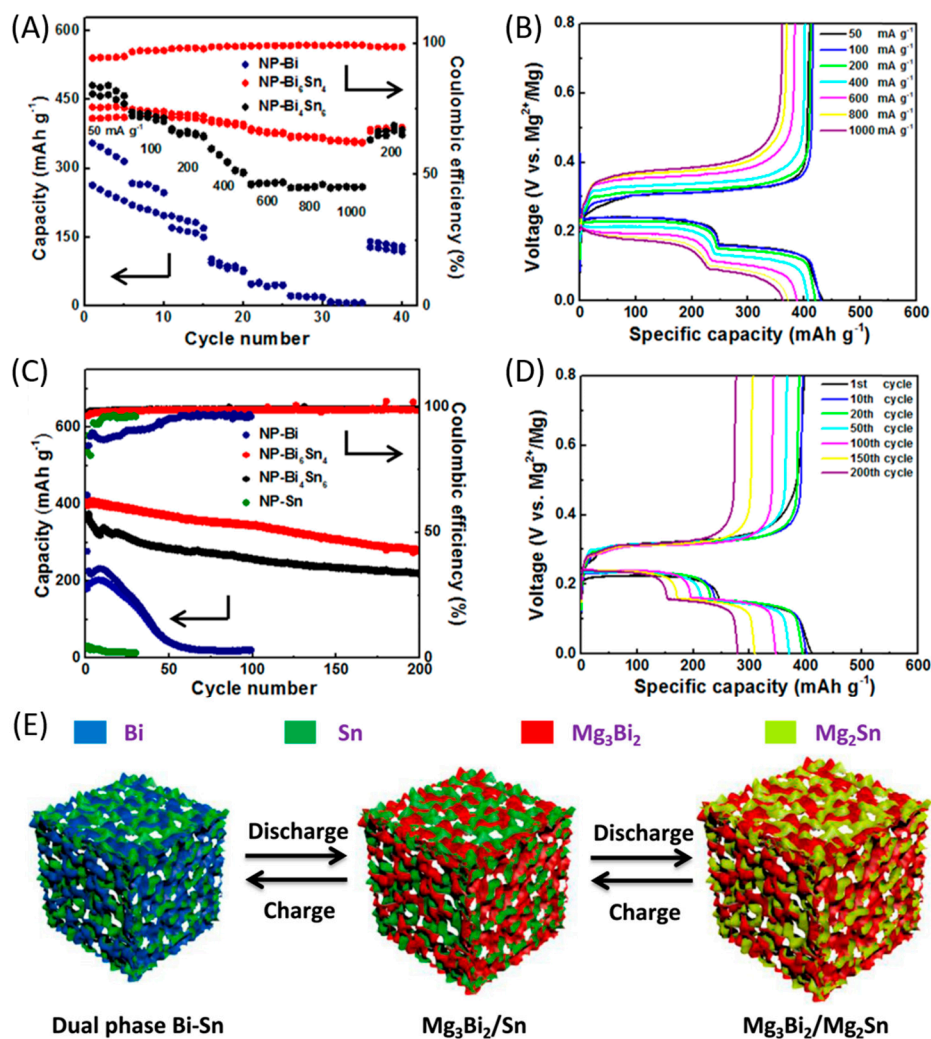 (A)
600
450
300
150
0
Capacity (mAh g⁻¹)
100
50
0
Coulombic efficiency (%)
NP-Bi
NP-Bi₆Sn₄
NP-Bi₄Sn₆
50 mA g⁻¹
100
200
400
600
800
1000
200
0
10
20
30
40
Cycle number
(B)
0.8
0.6
0.4
0.2
0.0
Voltage (V vs. Mg²⁺/Mg)
50 mA g⁻¹
100 mA g⁻¹
200 mA g⁻¹
400 mA g⁻¹
600 mA g⁻¹
800 mA g⁻¹
1000 mA g⁻¹
0
100
200
300
400
500
600
Specific capacity (mAh g⁻¹)
(C)
600
400
200
0
Capacity (mAh g⁻¹)
100
50
0
Coulombic efficiency (%)
NP-Bi
NP-Bi₆Sn₄
NP-Bi₄Sn₆
NP-Sn
0
50
100
150
200
Cycle number
(D)
0.8
0.6
0.4
0.2
0.0
Voltage (V vs. Mg²⁺/Mg)
1st cycle
10th cycle
20th cycle
50th cycle
100th cycle
150th cycle
200th cycle
0
100
200
300
400
500
600
Specific capacity (mAh g⁻¹)
(E)
Bi
Sn
Mg₃Bi₂
Mg₂Sn
Discharge
Charge
Discharge
Charge
Dual phase Bi-Sn
Mg₃Bi₂/Sn
Mg₃Bi₂/Mg₂Sn